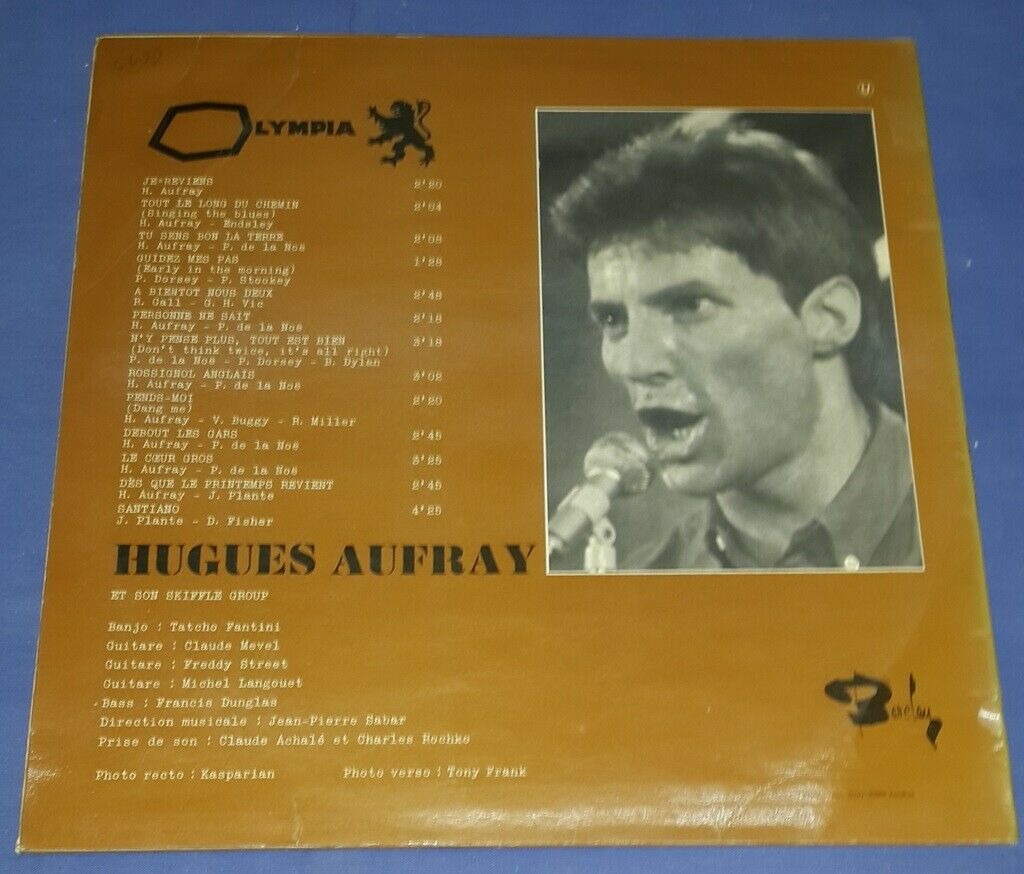 OLYMPIA
U
JE REVIENS 2'20
H. Aufray
TOUT LE LONG DU CHEMIN 2'04
(Singing the blues)
H. Aufray - Endsley
TU SENS BON LA TERRE 2'08
H. Aufray - P. de la Noë
GUIDEZ MES PAS 1'28
(Early in the morning)
P. Dorsey - P. Stookey
A BIENTOT NOUS DEUX 2'48
R. Gall - G. H. Vic
PERSONNE NE SAIT 2'18
H. Aufray - P. de la Noë
N'Y PENSE PLUS, TOUT EST BIEN 3'18
(Don't think twice, it's all right)
P. de la Noë - P. Dorsey - B. Dylan
ROSSIGNOL ANGLAIS 3'02
H. Aufray - P. de la Noë
PENDS-MOI 2'20
(Dang me)
H. Aufray - V. Buggy - R. Miller
DEBOUT LES GARS 2'45
H. Aufray - P. de la Noë
LE CŒUR GROS 3'25
H. Aufray - P. de la Noë
DÈS QUE LE PRINTEMPS REVIENT 2'45
H. Aufray - J. Plante
SANTIANO 4'25
J. Plante - D. Fisher
HUGUES AUFRAY
ET SON SKIFFLE GROUP
Banjo : Tatcho Fantini
Guitare : Claude Mevel
Guitare : Freddy Street
Guitare : Michel Langouet
Bass : Francis Dunglas
Direction musicale : Jean-Pierre Sabar
Prise de son : Claude Achalé et Charles Rochko
Photo recto : Kasparian Photo verso : Tony Frank
Barclay